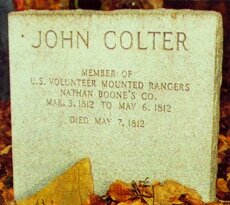 JOHN COLTER
MEMBER OF
U.S. VOLUNTEER MOUNTED RANGERS
NATHAN BOONE'S CO.
MAR. 3, 1812 TO MAY 6, 1812
DIED MAY 7, 1812